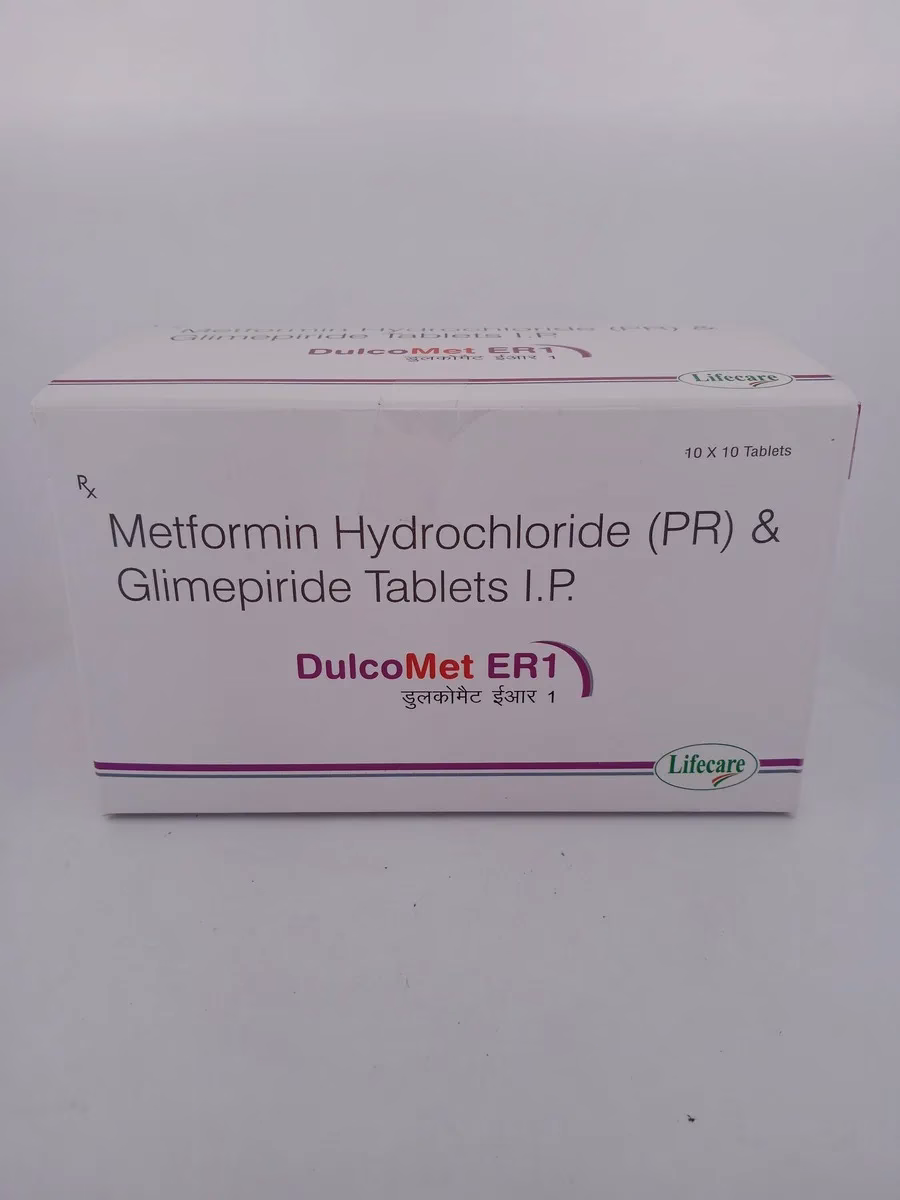 Metformin Hydrochloride (PR) &
Glimepiride Tablets I.P.
DulcoMet ER1
डुलकोमैट ईआर 1
Lifecare
10 X 10 Tablets
Rx
Metformin Hydrochloride (PR) &
Glimepiride Tablets I.P.
DulcoMet ER1
डुलकोमैट ईआर 1
Lifecare